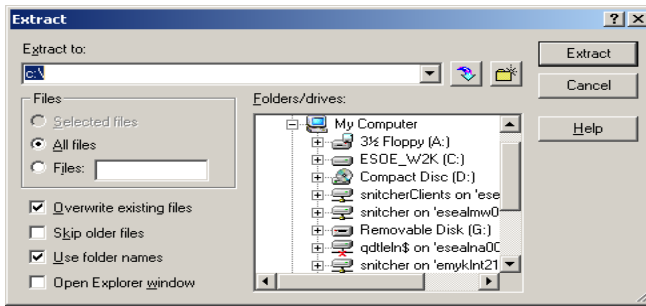 Extract
Extract to:
c:\
Extract
Cancel
Help
Files
Selected files
All files
Files:
Overwrite existing files
Skip older files
Use folder names
Open Explorer window
Folders/drives:
My Computer
3½ Floppy (A:)
ESOE_W2K (C:)
Compact Disc (D:)
snitcherClients on 'ese
snitcher on 'esealmw0
Removable Disk (G:)
qdtleln$ on 'esealna00
snitcher on 'emyklnt21